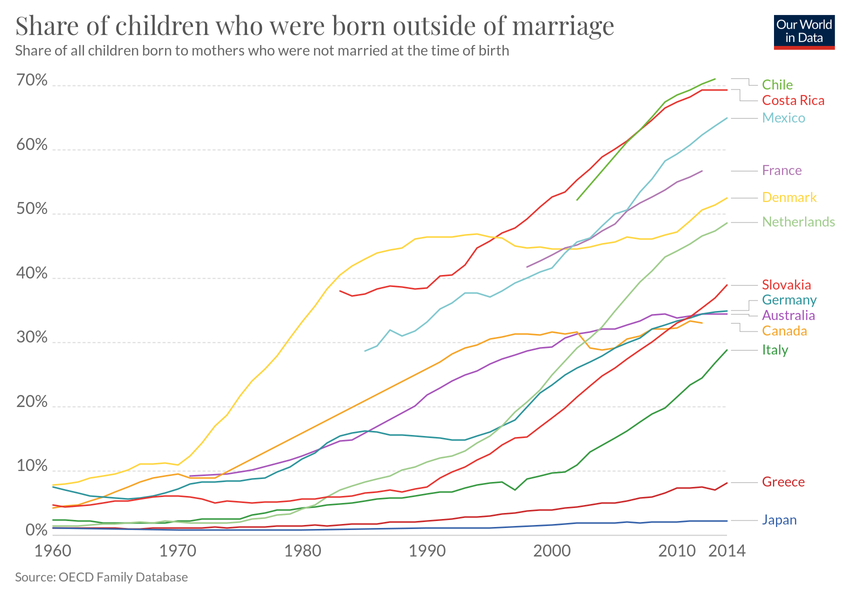 Share of children who were born outside of marriage
Share of all children born to mothers who were not married at the time of birth
Our World
in Data
70%
60%
50%
40%
30%
20%
10%
0%
1960
1970
1980
1990
2000
2010
2014
Chile
Costa Rica
Mexico
France
Denmark
Netherlands
Slovakia
Germany
Australia
Canada
Italy
Greece
Japan
Source: OECD Family Database